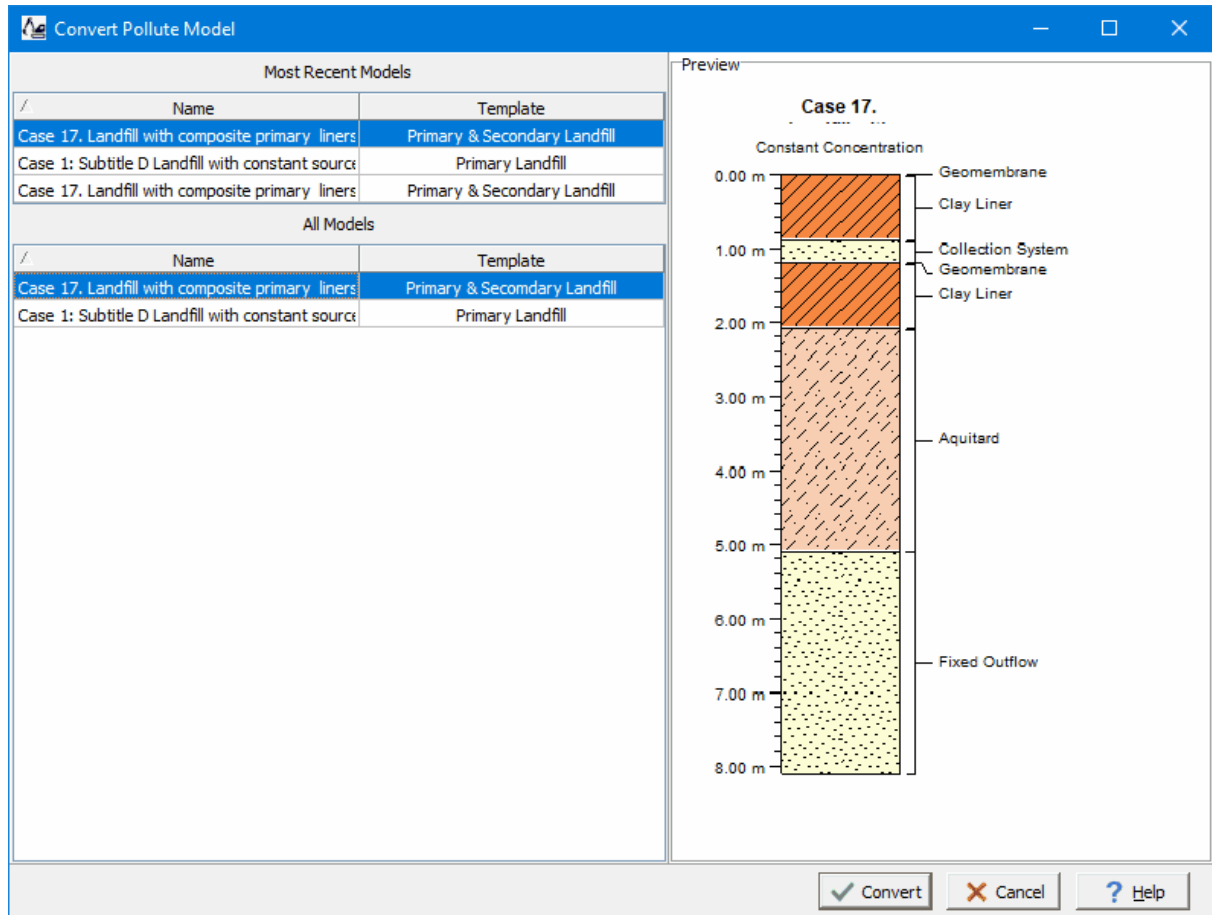 Convert Pollute Model
Most Recent Models
Name Template
Case 17. Landfill with composite primary liners Primary & Secondary Landfill
Case 1: Subtitle D Landfill with constant source Primary Landfill
Case 17. Landfill with composite primary liners Primary & Secondary Landfill
All Models
Name Template
Case 17. Landfill with composite primary liners Primary & Secomdary Landfill
Case 1: Subtitle D Landfill with constant source Primary Landfill
Preview
Case 17.
Constant Concentration
0.00 m Geomembrane
Clay Liner
1.00 m Collection System
Geomembrane
Clay Liner
2.00 m
3.00 m
Aquitard
4.00 m
5.00 m
6.00 m
Fixed Outflow
7.00 m
8.00 m
Convert Cancel ? Help